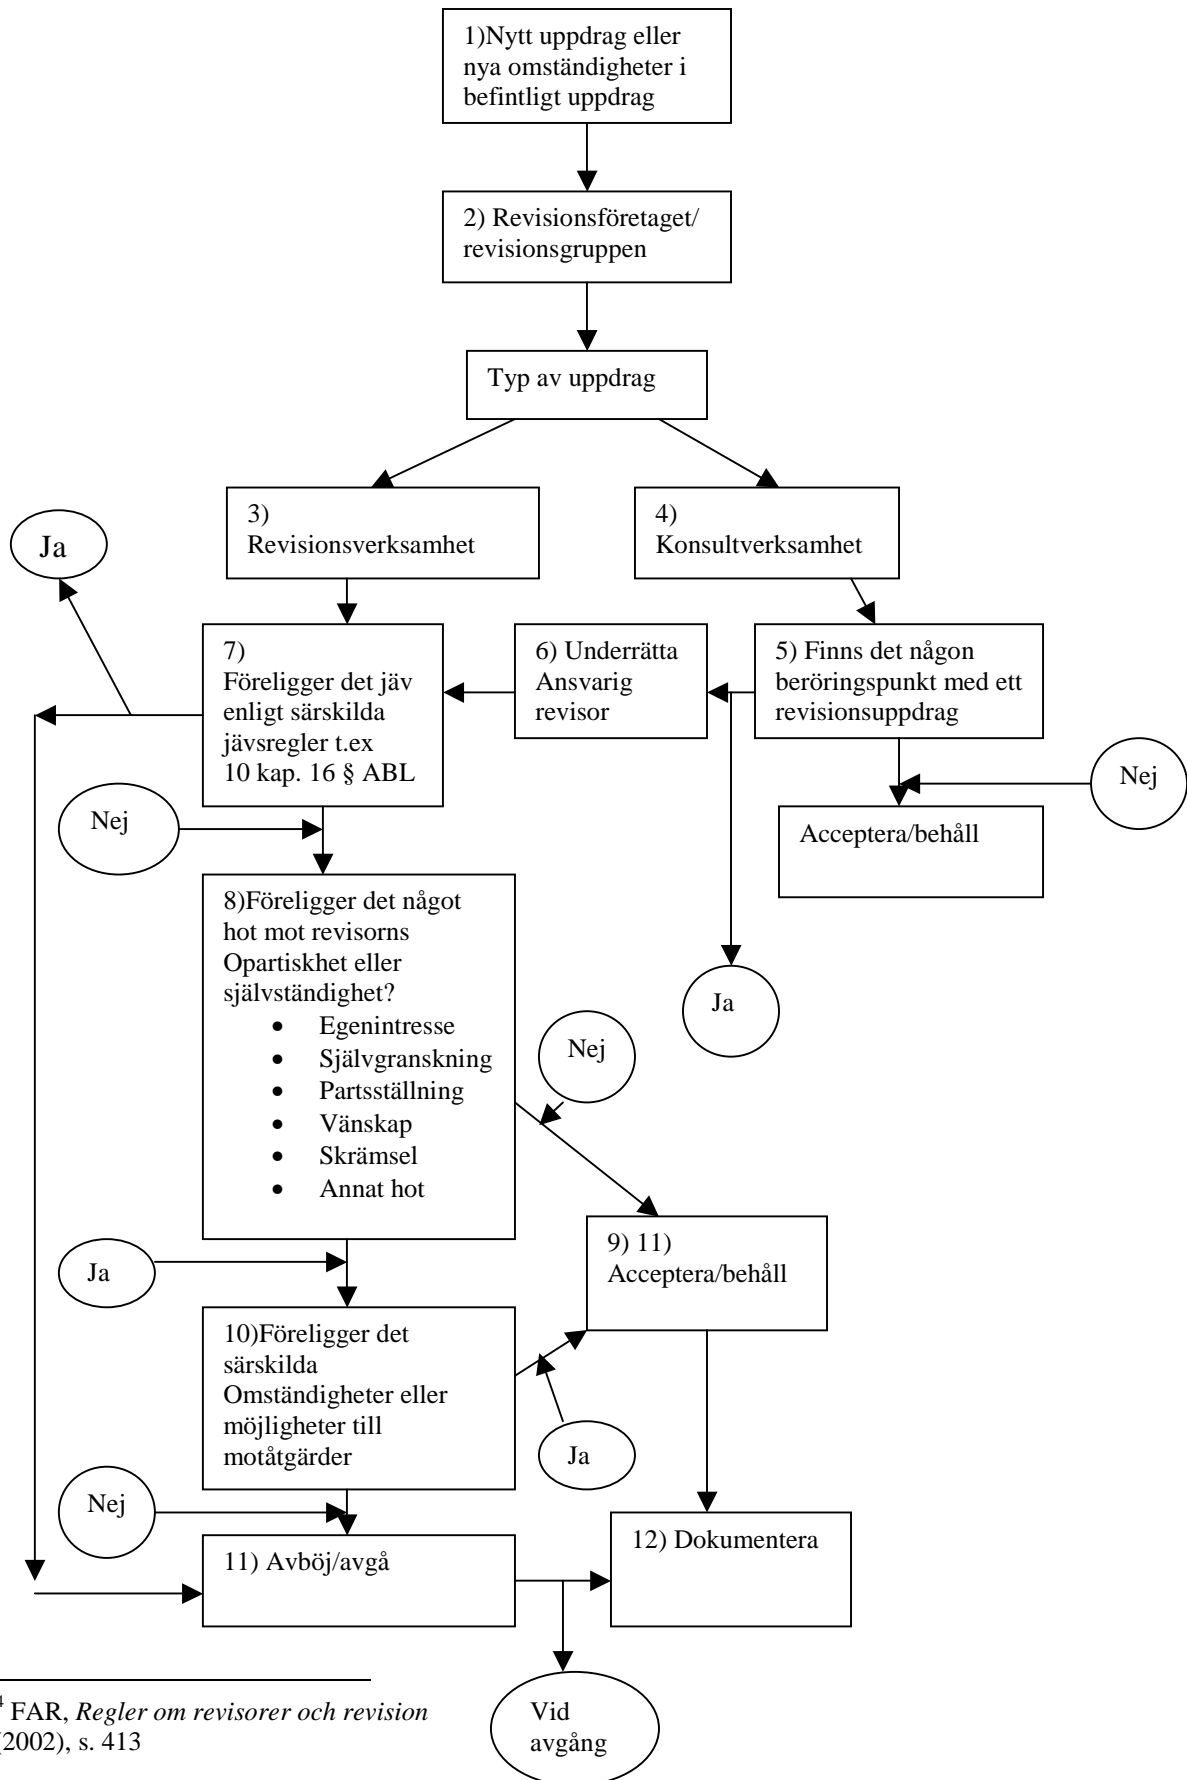 1)Nytt uppdrag eller
nya omständigheter i
befintligt uppdrag
2) Revisionsföretaget/
revisionsgruppen
Typ av uppdrag
3)
Revisionsverksamhet
4)
Konsultverksamhet
Ja
7)
Föreligger det jäv
enligt särskilda
jävsregler t.ex
10 kap. 16 § ABL
6) Underrätta
Ansvarig
revisor
5) Finns det någon
beröringspunkt med ett
revisionsuppdrag
Nej
Nej
Acceptera/behåll
8)Föreligger det något
hot mot revisorns
Opartiskhet eller
självständighet?
• Egenintresse
• Självgranskning
• Partsställning
• Vänskap
• Skrämsel
• Annat hot
Ja
Nej
9) 11)
Acceptera/behåll
Ja
10)Föreligger det
särskilda
Omständigheter eller
möjligheter till
motåtgärder
Ja
Nej
11) Avböj/avgå
12) Dokumentera
Vid
avgång
4 FAR, Regler om revisorer och revision
(2002), s. 413